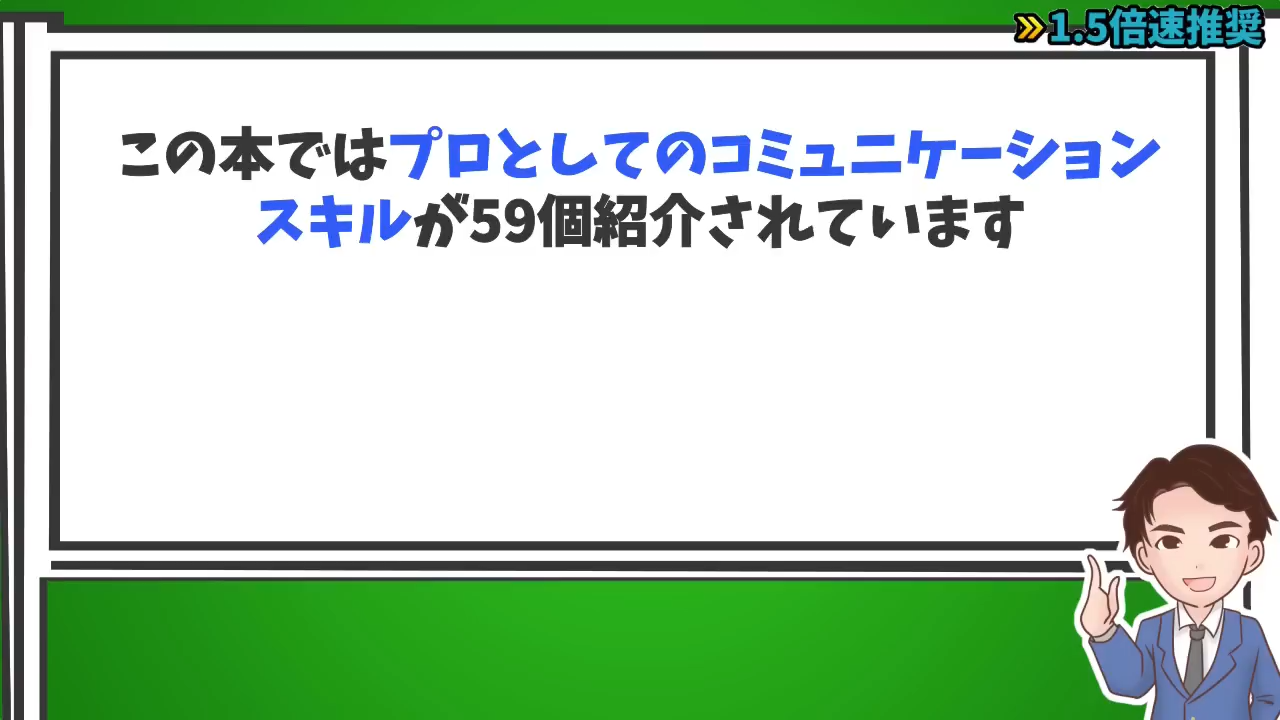 1.5倍速推奨
この本ではプロとしてのコミュニケーション
スキルが59個紹介されています